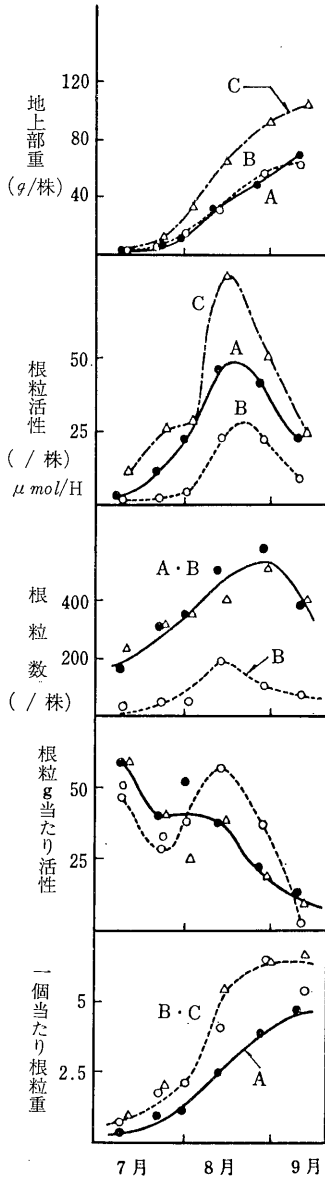 地上部重
(g/株)
120
80
40
C
B
A
根粒活性
(/株)
μmol/H
50
25
C
A
B
根粒数
(/株)
400
200
A・B
B
根粒g当たり活性
50
25
一個当たり根粒重
5
2.5
B・C
A
7月 8月 9月